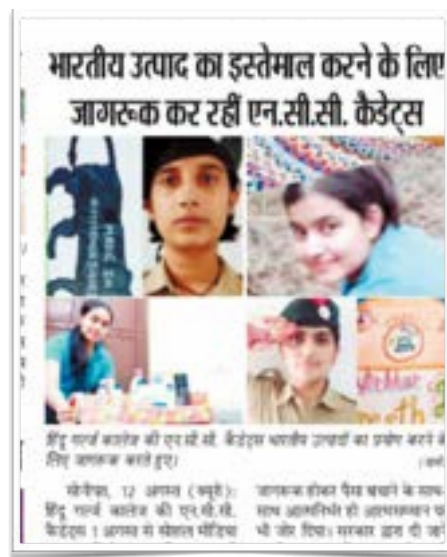 भारतीय उत्पाद का इस्तेमाल करने के लिए
जागरूक कर रहीं एन.सी.सी. कैडेट्स
हिंदू गर्ल्ज कालेज की एन.सी.सी. कैडेट्स भारतीय उत्पादों का प्रयोग करने के
लिए जागरूक करते हुए।
सोनीपत, 12 अगस्त (ब्यूरो):
हिंदू गर्ल्ज कालेज की एन.सी.सी.
कैडेट्स 1 अगस्त से सोशल मीडिया
जागरूक होकर पैसा बचाने के साथ-
साथ आत्मनिर्भर हो आत्मसम्मान पर
भी जोर दिया। सरकार द्वारा दी जाने